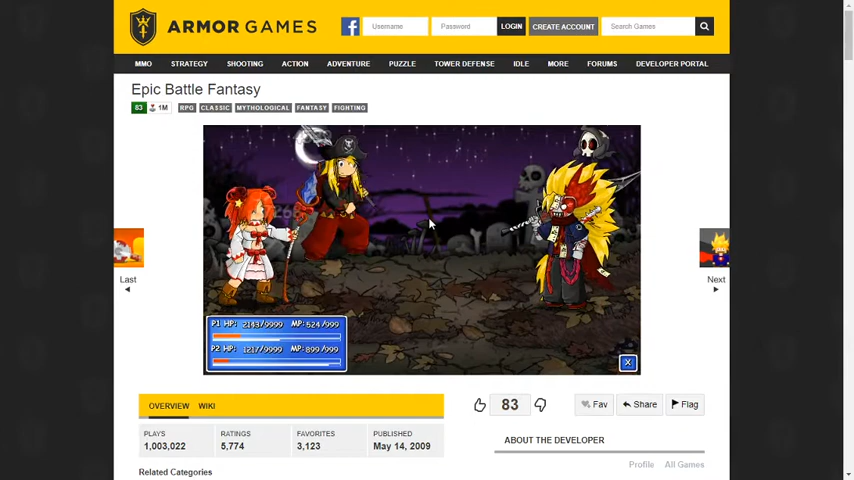 ARMOR GAMES
Username
Password
LOGIN
CREATE ACCOUNT
Search Games
MMO STRATEGY SHOOTING ACTION ADVENTURE PUZZLE TOWER DEFENSE IDLE MORE FORUMS DEVELOPER PORTAL
Epic Battle Fantasy
83 1M RPG CLASSIC MYTHOLOGICAL FANTASY FIGHTING
P1 HP: 2143/9999 MP:524/999
P2 HP: 1217/9999 MP:899/999
X
Last
Next
OVERVIEW WIKI
83
Fav
Share
Flag
PLAYS RATINGS FAVORITES PUBLISHED
1,003,022 5,774 3,123 May 14, 2009
ABOUT THE DEVELOPER
Profile All Games
Related Categories